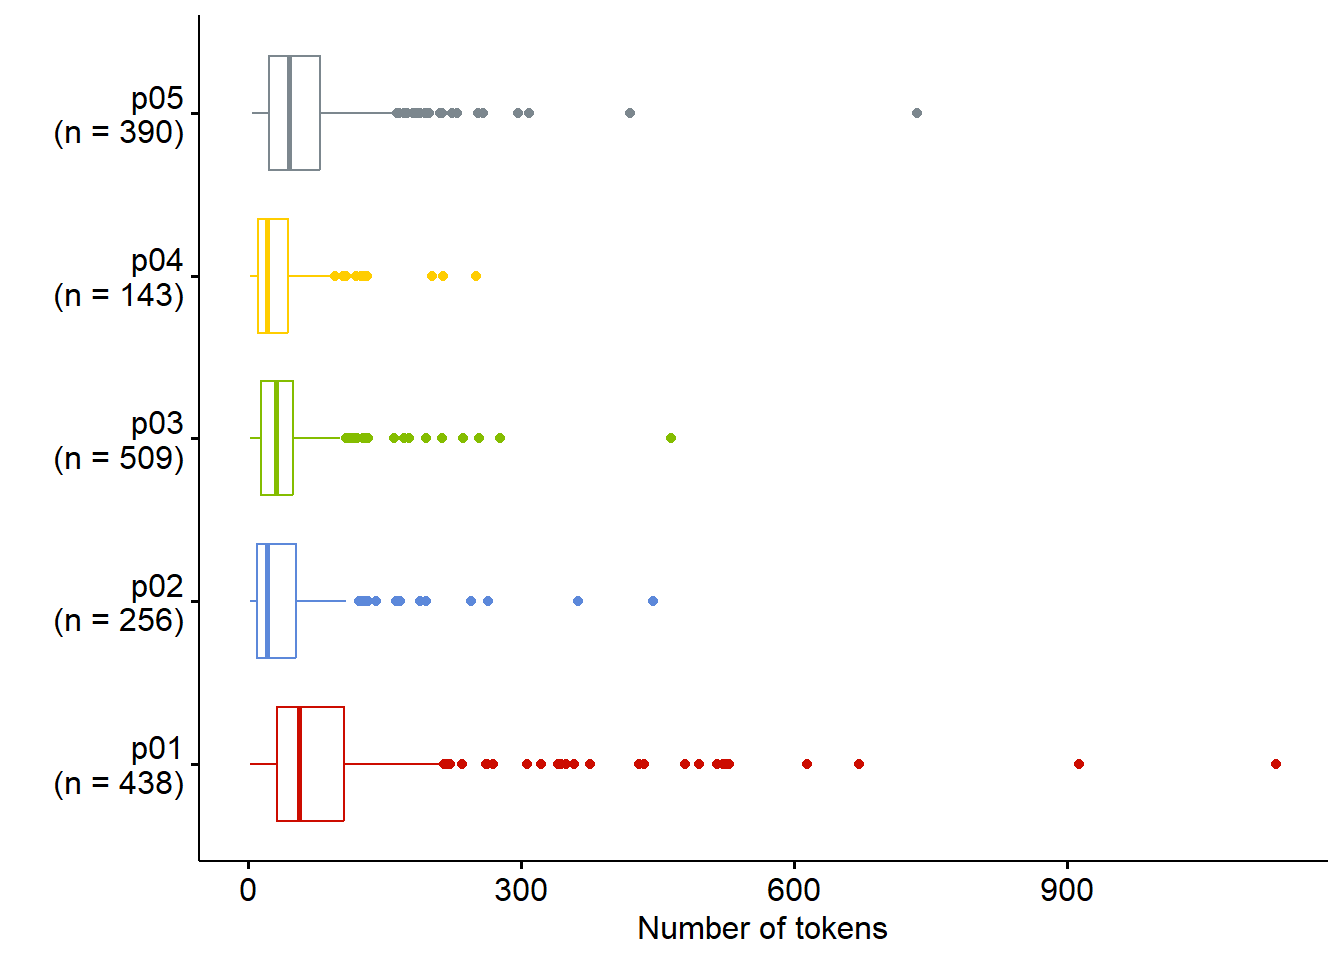 p05
(n = 390)
p04
(n = 143)
p03
(n = 509)
p02
(n = 256)
p01
(n = 438)
0 300 600 900
Number of tokens